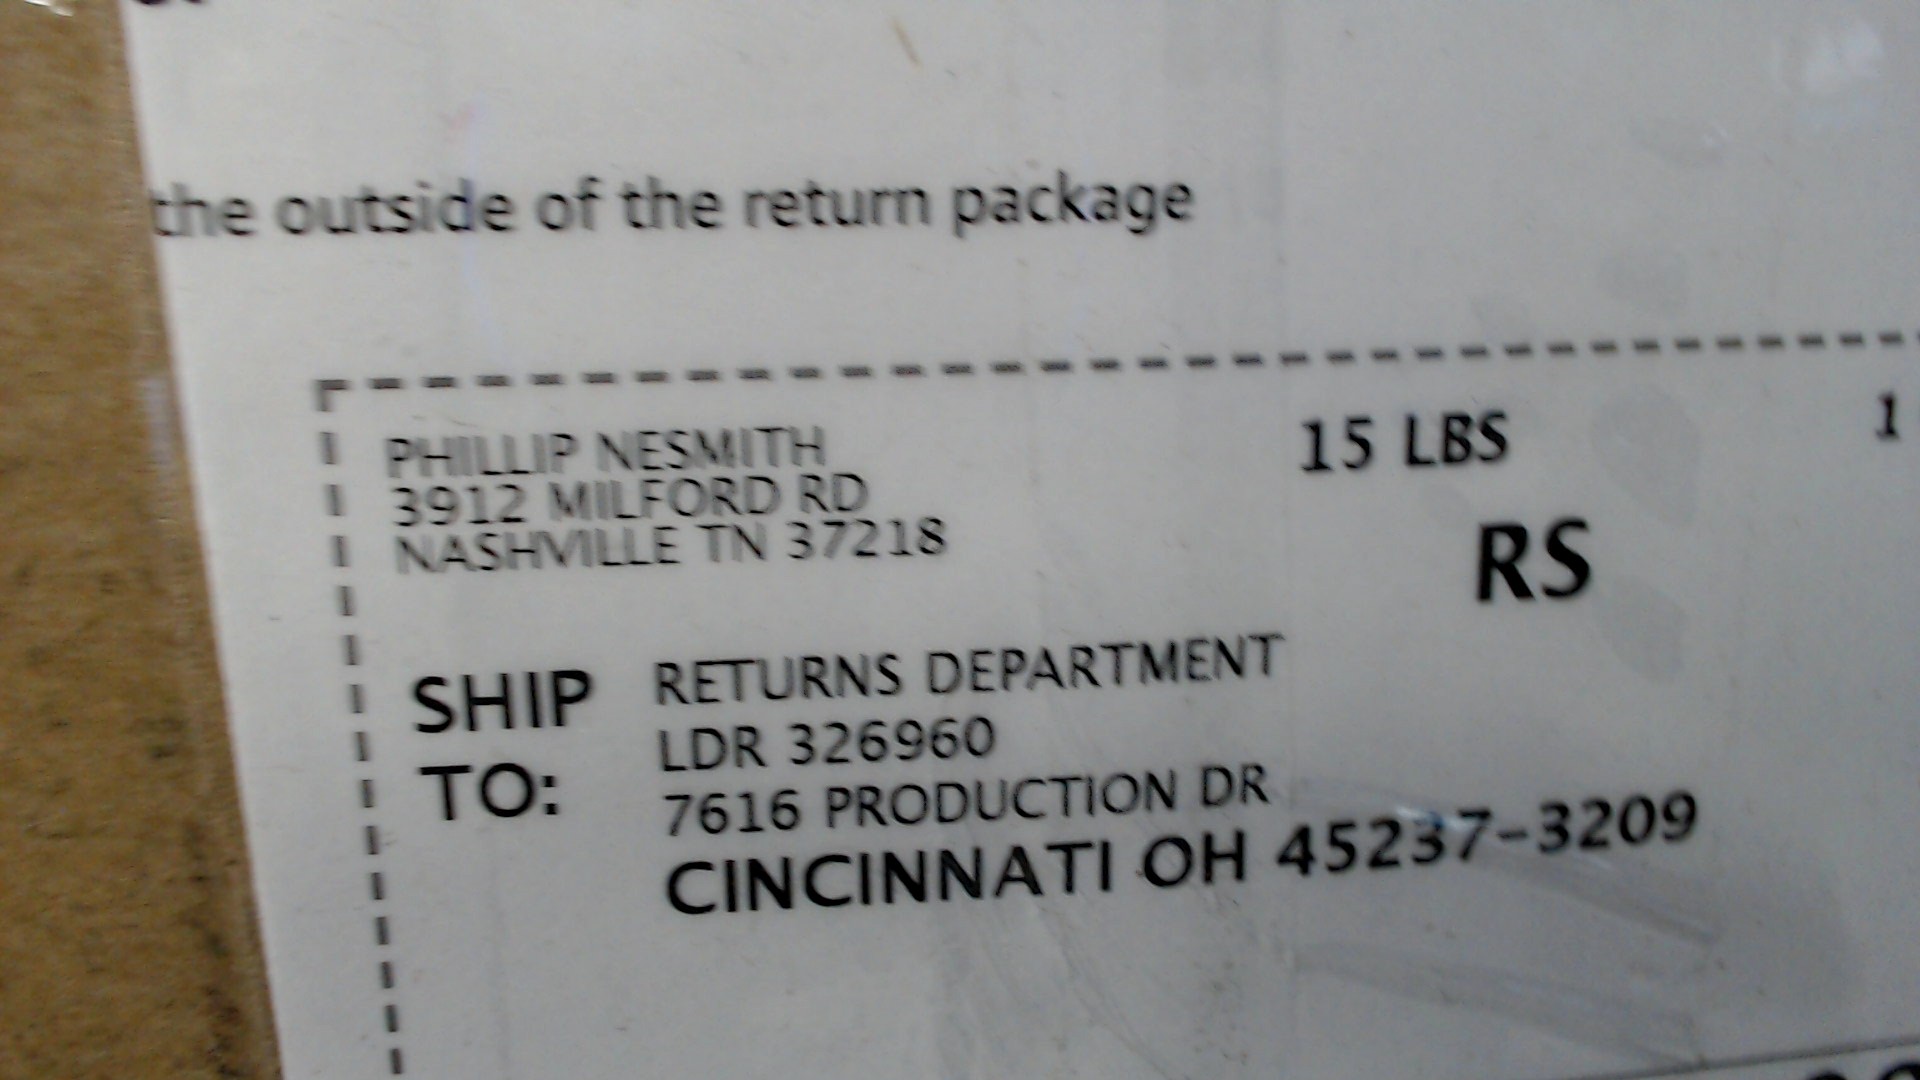 the outside of the return package
PHILLIP NESMITH
3912 MILFORD RD
NASHVILLE TN 37218
15 LBS
1
RS
SHIP TO:
RETURNS DEPARTMENT
LDR 326960
7616 PRODUCTION DR
CINCINNATI OH 45237-3209